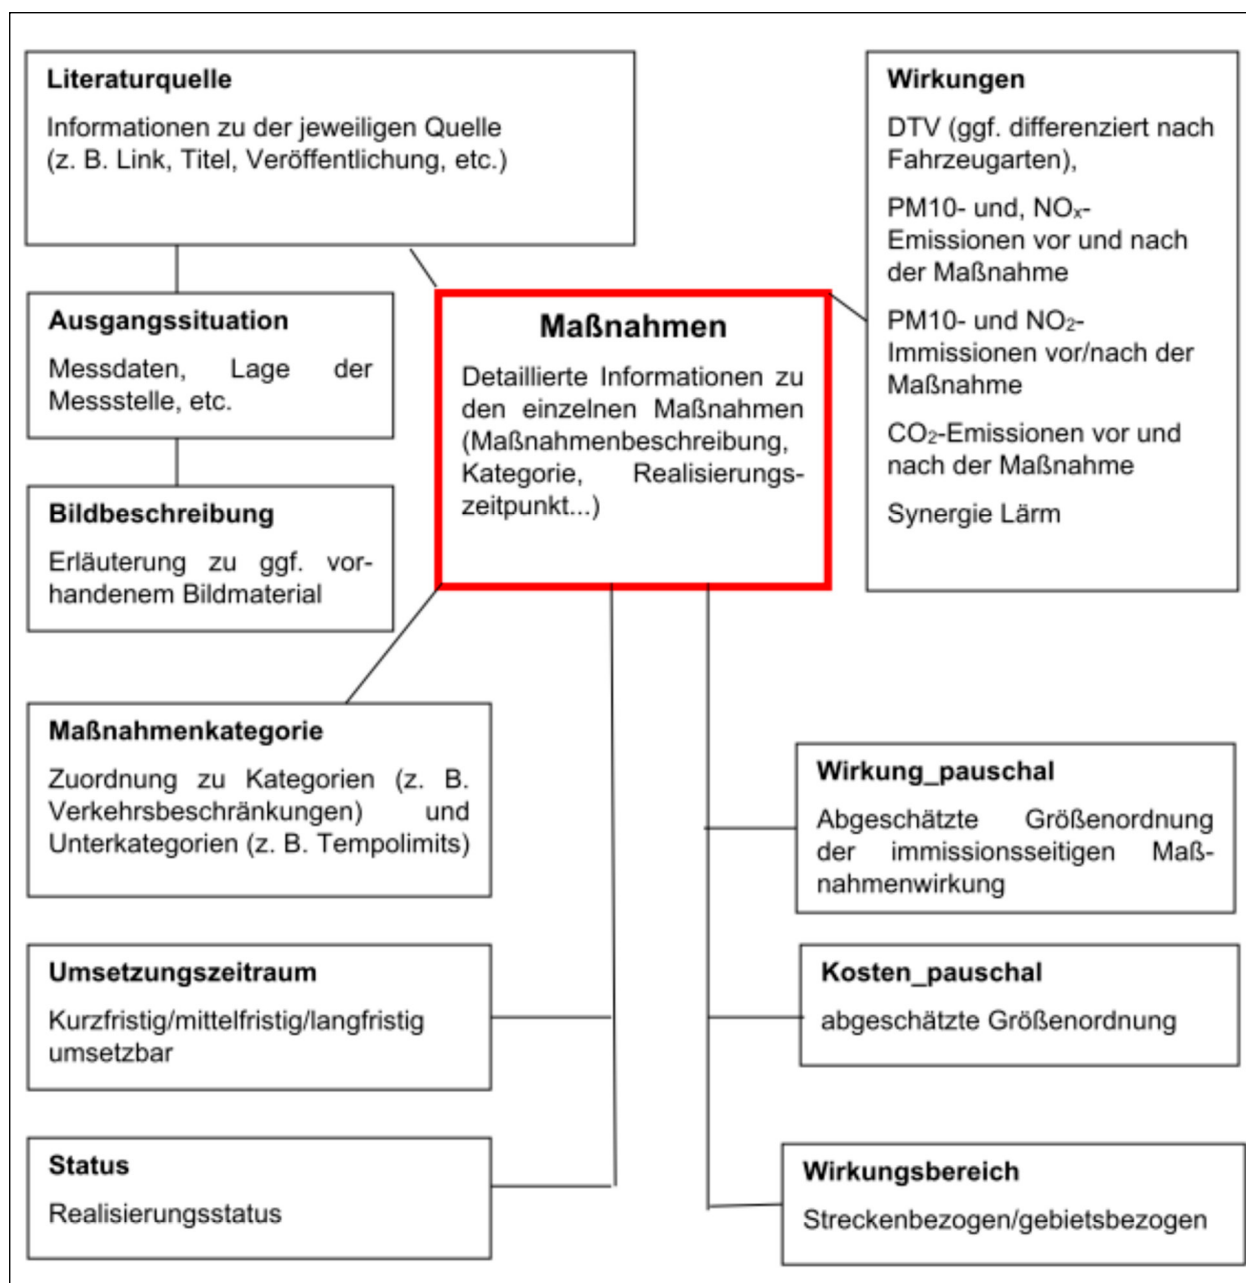 Literaturquelle
Informationen zu der jeweiligen Quelle
(z. B. Link, Titel, Veröffentlichung, etc.)
Wirkungen
DTV (ggf. differenziert nach
Fahrzeugarten),
PM10- und, NOₓ-
Emissionen vor und nach
der Maßnahme
PM10- und NO₂-
Immissionen vor/nach der
Maßnahme
CO₂-Emissionen vor und
nach der Maßnahme
Synergie Lärm
Ausgangssituation
Messdaten, Lage der
Messstelle, etc.
Maßnahmen
Detaillierte Informationen zu
den einzelnen Maßnahmen
(Maßnahmenbeschreibung,
Kategorie, Realisierungs-
zeitpunkt...)
Bildbeschreibung
Erläuterung zu ggf. vor-
handenem Bildmaterial
Maßnahmenkategorie
Zuordnung zu Kategorien (z. B.
Verkehrsbeschränkungen) und
Unterkategorien (z. B. Tempolimits)
Wirkung_pauschal
Abgeschätzte Größenordnung
der immissionsseitigen Maß-
nahmenwirkung
Umsetzungszeitraum
Kurzfristig/mittelfristig/langfristig
umsetzbar
Kosten_pauschal
abgeschätzte Größenordnung
Status
Realisierungsstatus
Wirkungsbereich
Streckenbezogen/gebietsbezogen